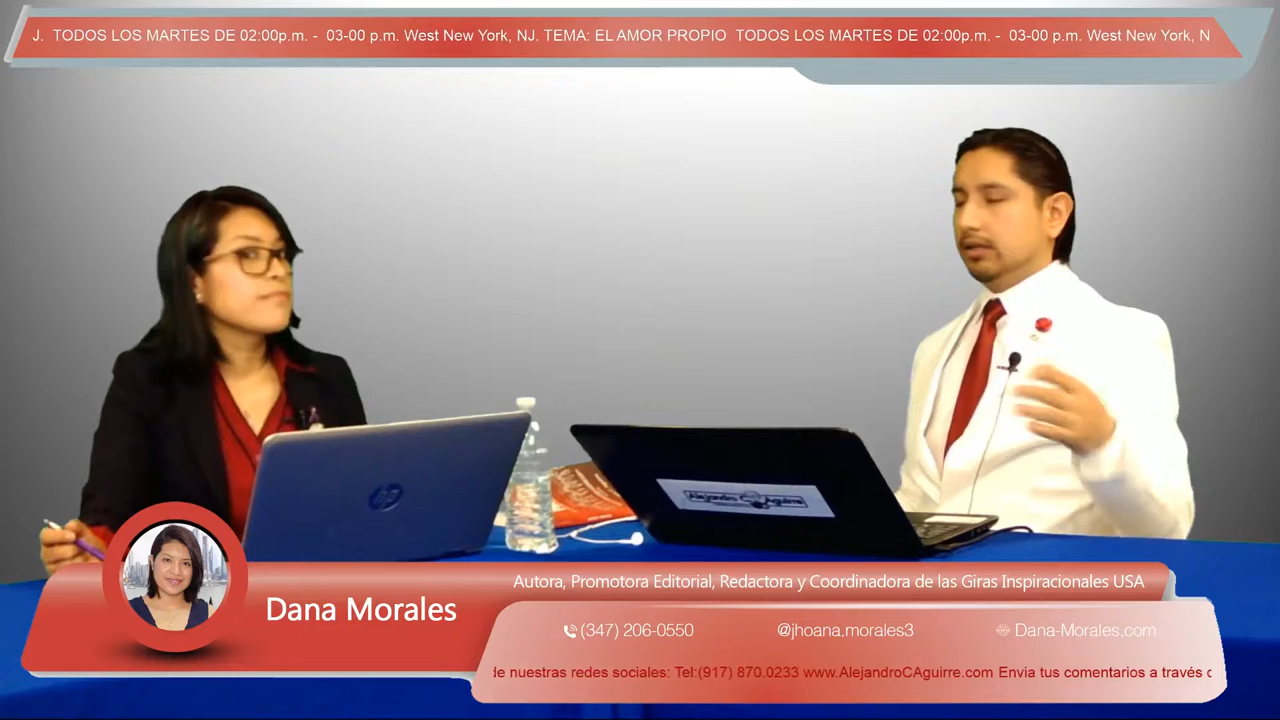 J. TODOS LOS MARTES DE 02:00p.m. - 03-00 p.m. West New York, NJ. TEMA: EL AMOR PROPIO TODOS LOS MARTES DE 02:00p.m. - 03-00 p.m. West New York, N
hp
Alejandro C Aguirre
Autora, Promotora Editorial, Redactora y Coordinadora de las Giras Inspiracionales USA
Dana Morales
(347) 206-0550 @jhoana.morales3 Dana-Morales.com
de nuestras redes sociales: Tel:(917) 870.0233 www.AlejandroCAguirre.com Envia tus comentarios a través